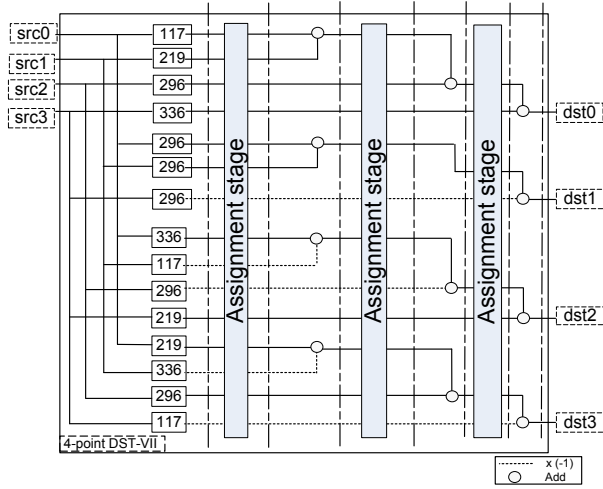 src0
src1
src2
src3
117
219
296
336
296
296
296
336
117
296
219
219
336
296
117
Assignment stage
Assignment stage
Assignment stage
dst0
dst1
dst2
dst3
4-point DST-VII
x (-1)
Add